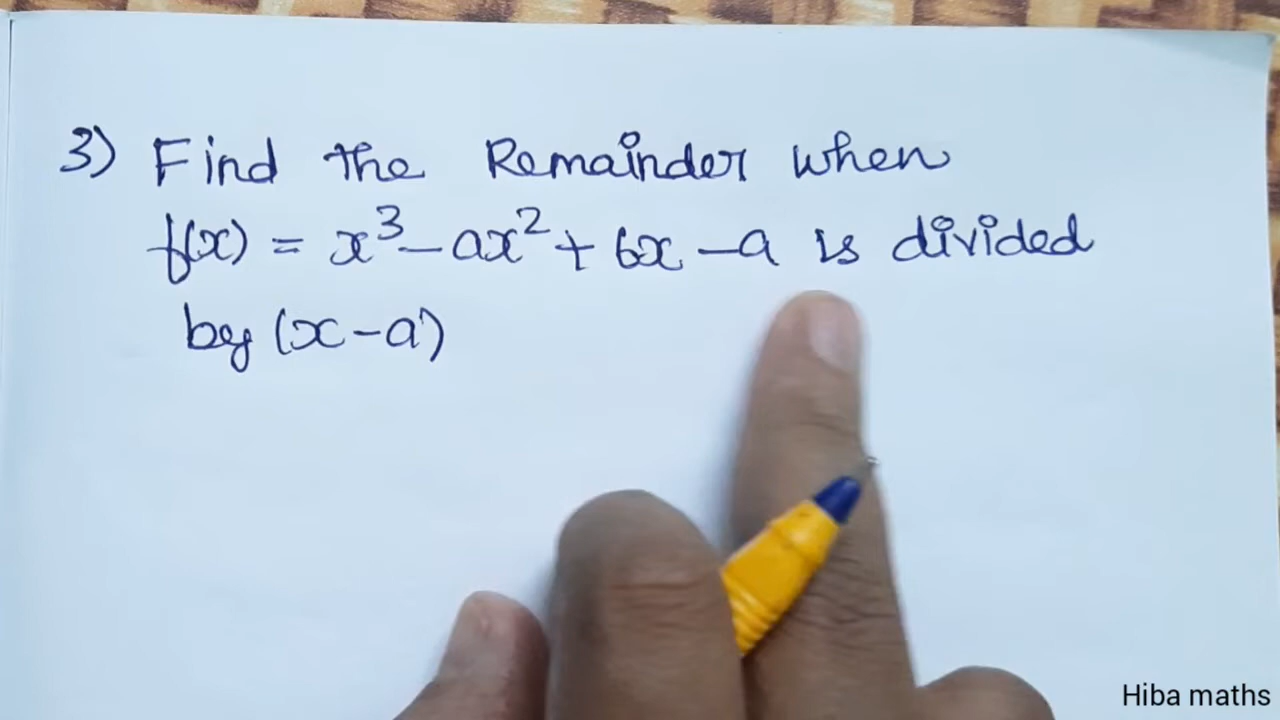 3) Find the Remainder when
f(x) = x³ - ax² + 6x - a is divided
by (x - a)
Hiba maths